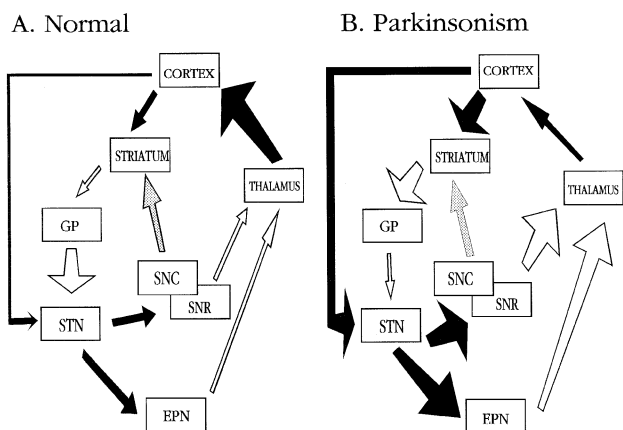 A. Normal
CORTEX
STRIATUM
THALAMUS
GP
SNC
SNR
STN
EPN
B. Parkinsonism
CORTEX
STRIATUM
THALAMUS
GP
SNC
SNR
STN
EPN